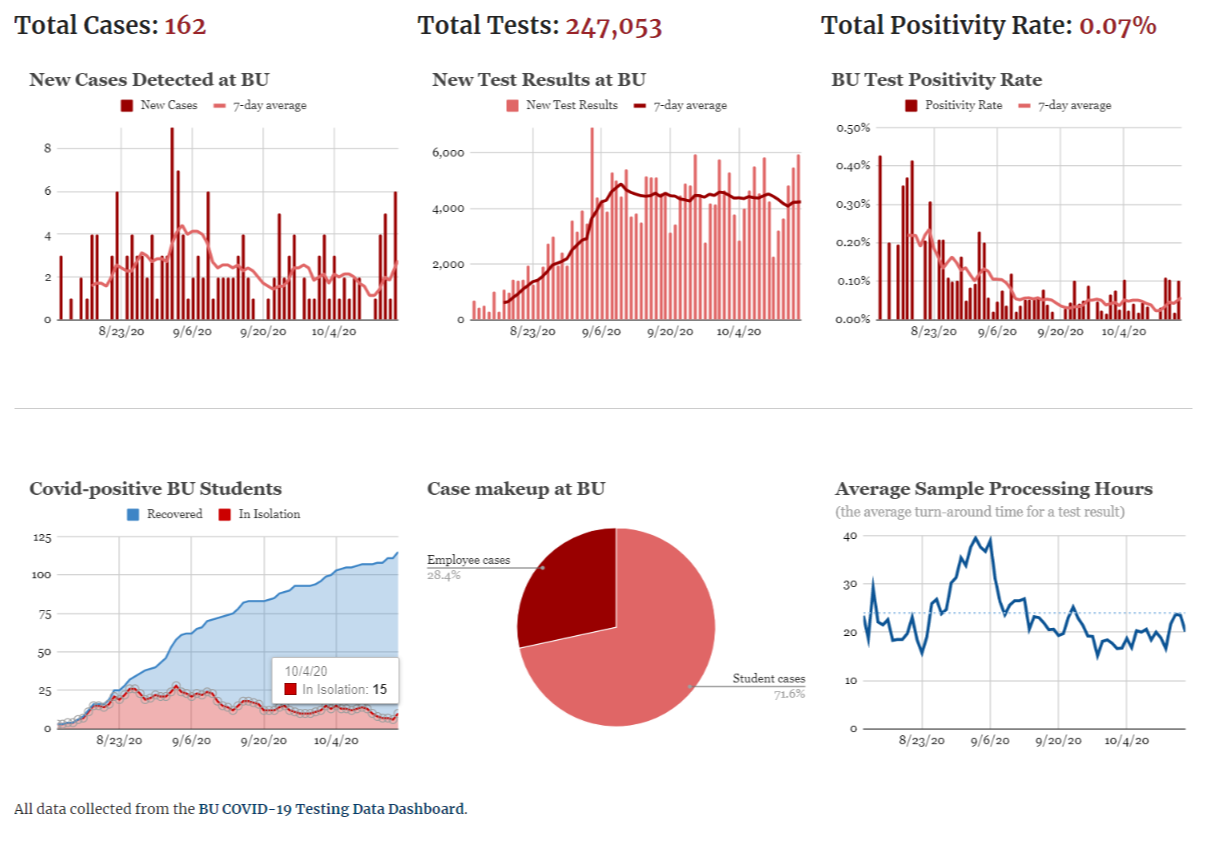 Total Cases: 162
Total Tests: 247,053
Total Positivity Rate: 0.07%
New Cases Detected at BU
New Cases
7-day average
8
6
4
2
0
8/23/20
9/6/20
9/20/20
10/4/20
New Test Results at BU
New Test Results
7-day average
6,000
4,000
2,000
0
8/23/20
9/6/20
9/20/20
10/4/20
BU Test Positivity Rate
Positivity Rate
7-day average
0.50%
0.40%
0.30%
0.20%
0.10%
0.00%
8/23/20
9/6/20
9/20/20
10/4/20
Covid-positive BU Students
Recovered
In Isolation
125
100
75
50
25
0
10/4/20
In Isolation: 15
8/23/20
9/6/20
9/20/20
10/4/20
Case makeup at BU
Employee cases
28.4%
Student cases
71.6%
Average Sample Processing Hours
(the average turn-around time for a test result)
40
30
20
10
0
8/23/20
9/6/20
9/20/20
10/4/20
All data collected from the BU COVID-19 Testing Data Dashboard.